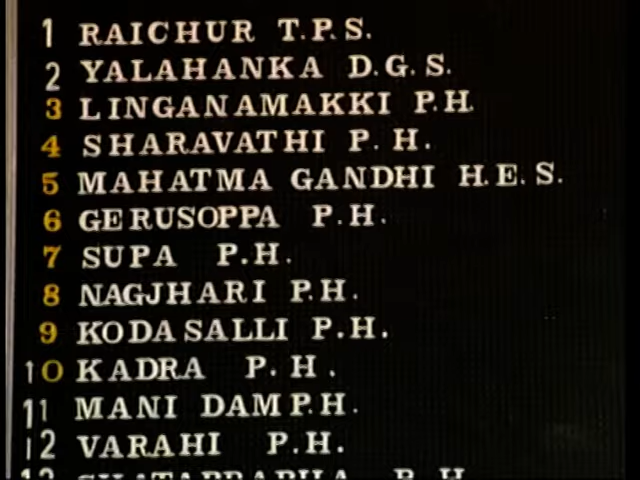 1 RAICHUR T.P.S.
2 YALAHANKA D.G.S.
3 LINGANAMAKKI P.H.
4 SHARAVATHI P.H.
5 MAHATMA GANDHI H.E.S.
6 GERUSOPPA P.H.
7 SUPA P.H.
8 NAGJHARI P.H.
9 KODASALLI P.H.
10 KADRA P.H.
11 MANI DAM P.H.
12 VARAHI P.H.